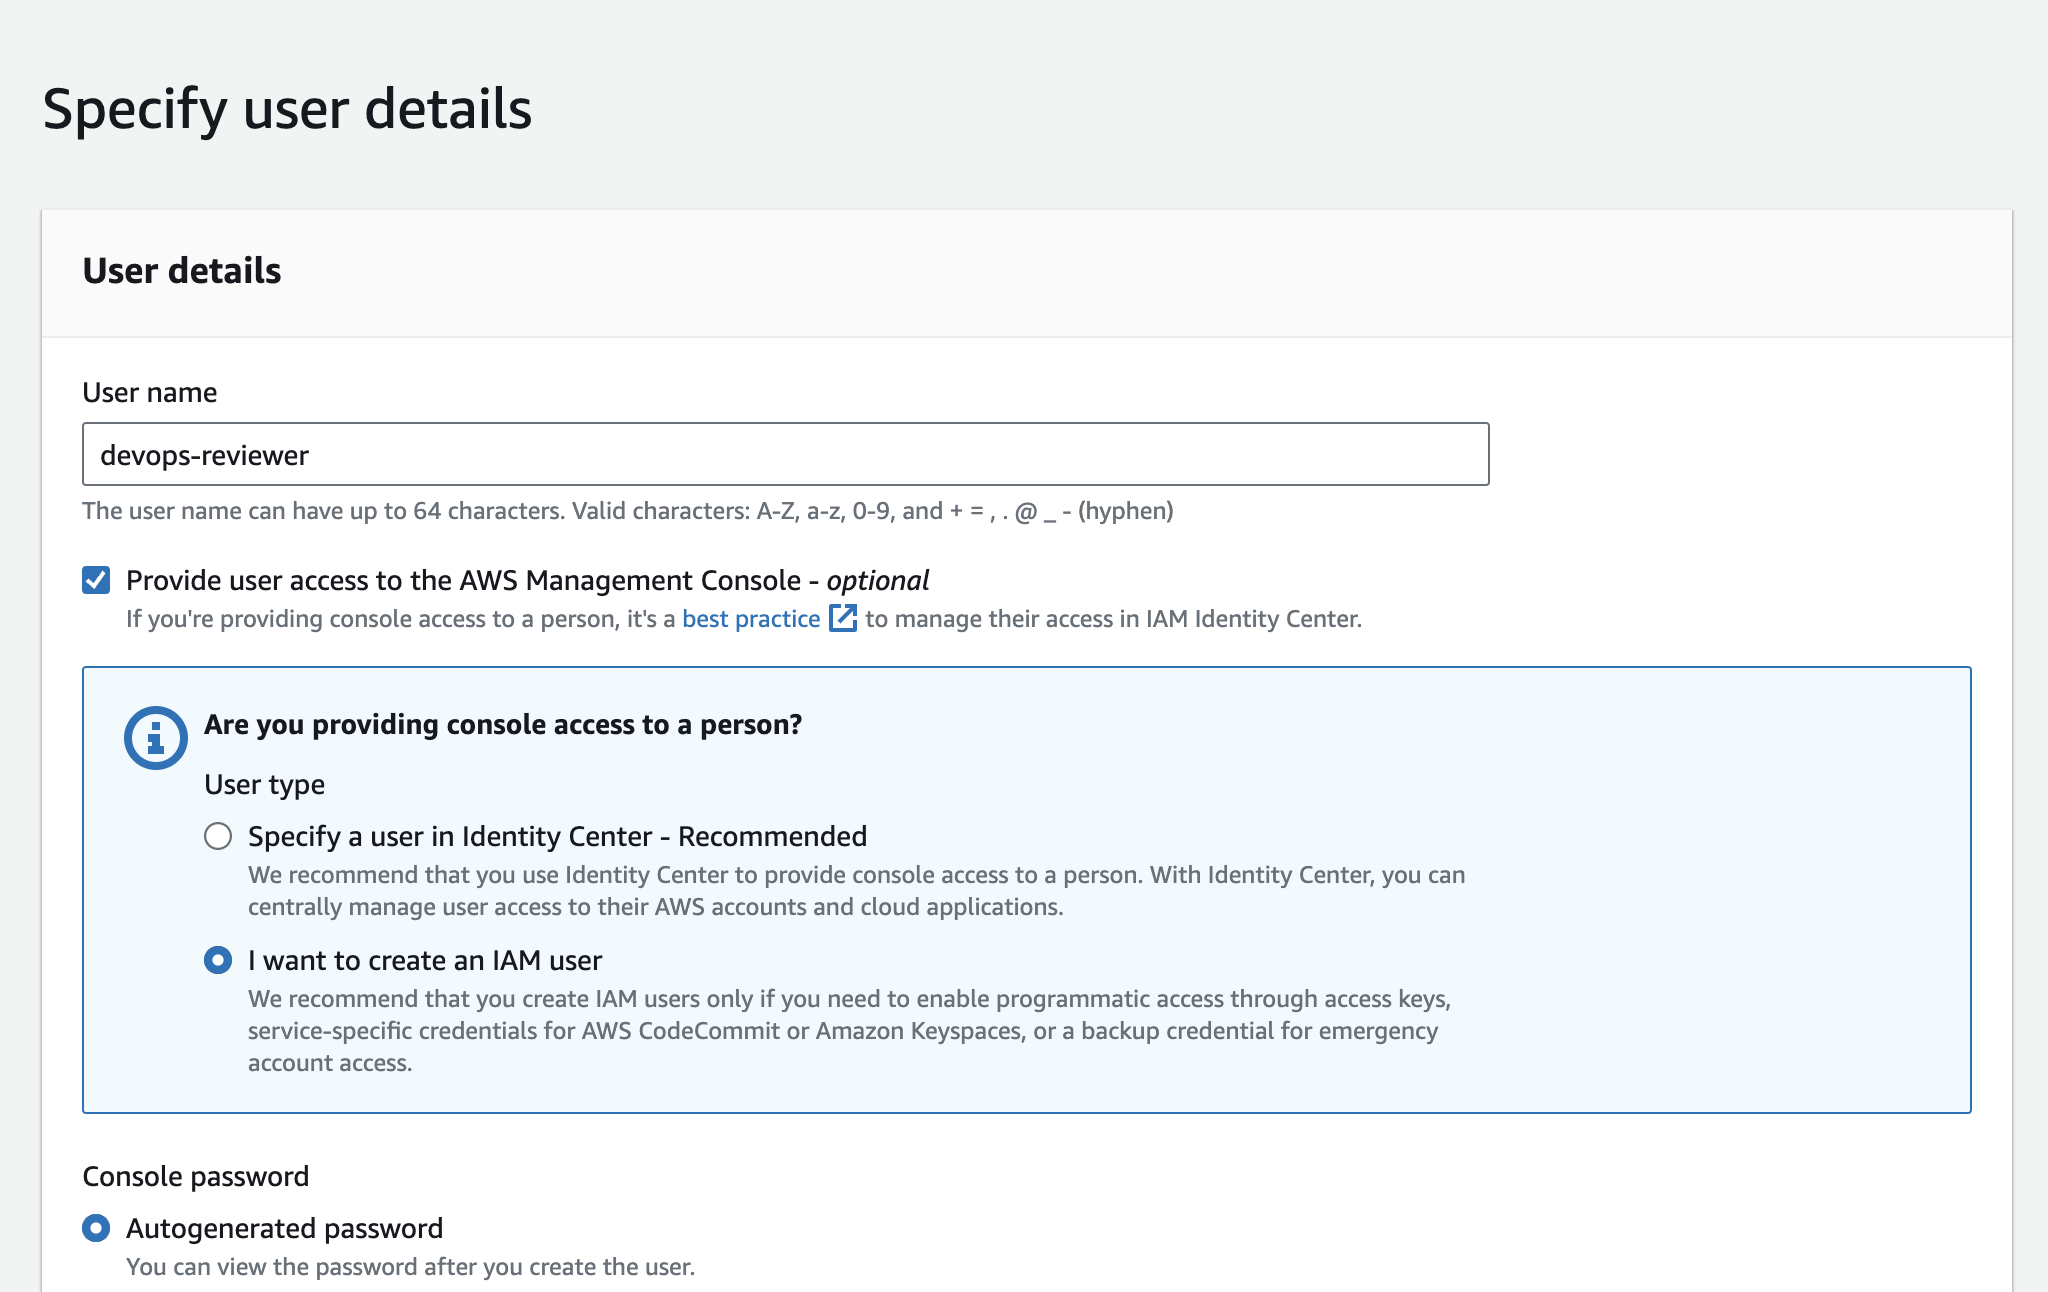 Specify user details
User details
User name
devops-reviewer
The user name can have up to 64 characters. Valid characters: A-Z, a-z, 0-9, and + = , . @ _ - (hyphen)
Provide user access to the AWS Management Console - optional
If you're providing console access to a person, it's a best practice to manage their access in IAM Identity Center.
Are you providing console access to a person?
User type
Specify a user in Identity Center - Recommended
We recommend that you use Identity Center to provide console access to a person. With Identity Center, you can
centrally manage user access to their AWS accounts and cloud applications.
I want to create an IAM user
We recommend that you create IAM users only if you need to enable programmatic access through access keys,
service-specific credentials for AWS CodeCommit or Amazon Keyspaces, or a backup credential for emergency
account access.
Console password
Autogenerated password
You can view the password after you create the user.